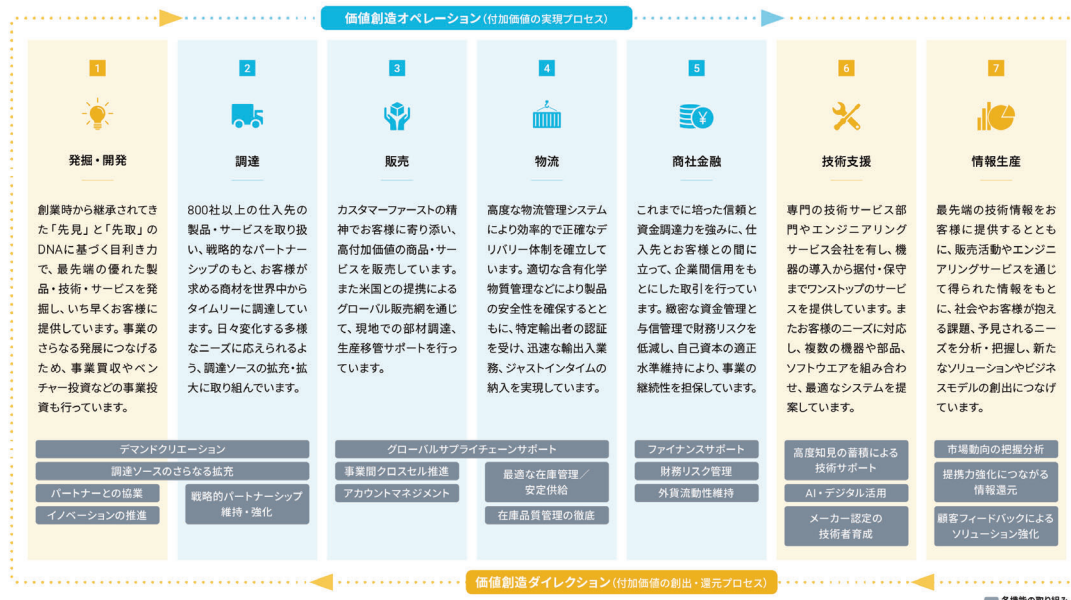 価値創造オペレーション(付加価値の実現プロセス)
1
発掘・開発
創業時から継承されてき
た「先見」と「先取」の
DNAに基づく目利き力
で、最先端の優れた製
品・技術・サービスを発
掘し、いち早くお客様に
提供しています。事業の
さらなる発展につなげる
ため、事業買収やベン
チャー投資などの事業投
資も行っています。
2
調達
800社以上の仕入先の
製品・サービスを取り扱
い、戦略的なパートナー
シップのもと、お客様が
求める商材を世界中から
タイムリーに調達してい
ます。日々変化する多様
なニーズに応えられるよ
う、調達ソースの拡充・拡
大に取り組んでいます。
3
販売
カスタマーファーストの精
神でお客様に寄り添い、
高付加価値の商品・サー
ビスを販売しています。
また米国との提携による
グローバル販売網を通じ
て、現地での部材調達、
生産移管サポートを行っ
ています。
4
物流
高度な物流管理システム
により効率的で正確なデ
リバリー体制を確立して
います。適切な含有化学
物質管理などにより製品
の安全性を確保するとと
もに、特定輸出者の認証
を受け、迅速な輸出入業
務、ジャストインタイムの
納入を実現しています。
5
商社金融
これまでに培った信頼と
資金調達力を強みに、仕
入先とお客様との間に
立って、企業間信用をも
とにした取引を行ってい
ます。緻密な資金管理と
与信管理で財務リスクを
低減し、自己資本の適正
水準維持により、事業の
継続性を担保しています。
6
技術支援
専門の技術サービス部
門やエンジニアリング
サービス会社を有し、機
器の導入から据付・保守
までワンストップのサービ
スを提供しています。ま
たお客様のニーズに対応
し、複数の機器や部品、
ソフトウエアを組み合わ
せ、最適なシステムを提
案しています。
7
情報生産
最先端の技術情報をお
客様に提供するととも
に、販売活動やエンジニ
アリングサービスを通じ
て得られた情報をもと
に、社会やお客様が抱え
る課題、予見されるニー
ズを分析・把握し、新た
なソリューションやビジネ
スモデルの創出につなげ
ています。
デマンドクリエーション
調達ソースのさらなる拡充
パートナーとの協業
イノベーションの推進
戦略的パートナーシップ
維持・強化
グローバルサプライチェーンサポート
事業間クロスセル推進
アカウントマネジメント
最適な在庫管理／
安定供給
在庫品質管理の徹底
ファイナンスサポート
財務リスク管理
外貨流動性維持
高度知見の蓄積による
技術サポート
AI・デジタル活用
メーカー認定の
技術者育成
市場動向の把握分析
提携力強化につながる
情報還元
顧客フィードバックによる
ソリューション強化
価値創造ダイレクション(付加価値の創出・還元プロセス)
各機能の取り組み